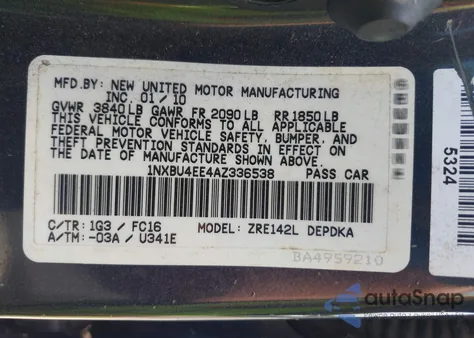 MFD.BY: NEW UNITED MOTOR MANUFACTURING
INC. 01 / 10
GVWR 3840LB GAWR FR 2090LB RR1850LB
THIS VEHICLE CONFORMS TO ALL APPLICABLE
FEDERAL MOTOR VEHICLE SAFETY, BUMPER, AND
THEFT PREVENTION STANDARDS IN EFFECT ON
THE DATE OF MANUFACTURE SHOWN ABOVE.
1NXBU4EE4AZ336538 PASS CAR
C/TR: 1G3 / FC16 MODEL: ZRE142L DEPDKA
A/TM: -03A / U341E
BA4959210
5324
autoSnap